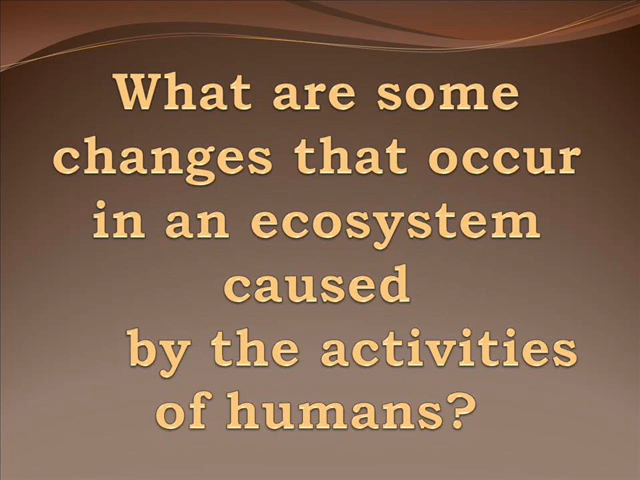 What are some
changes that occur
in an ecosystem
caused
by the activities
of humans?